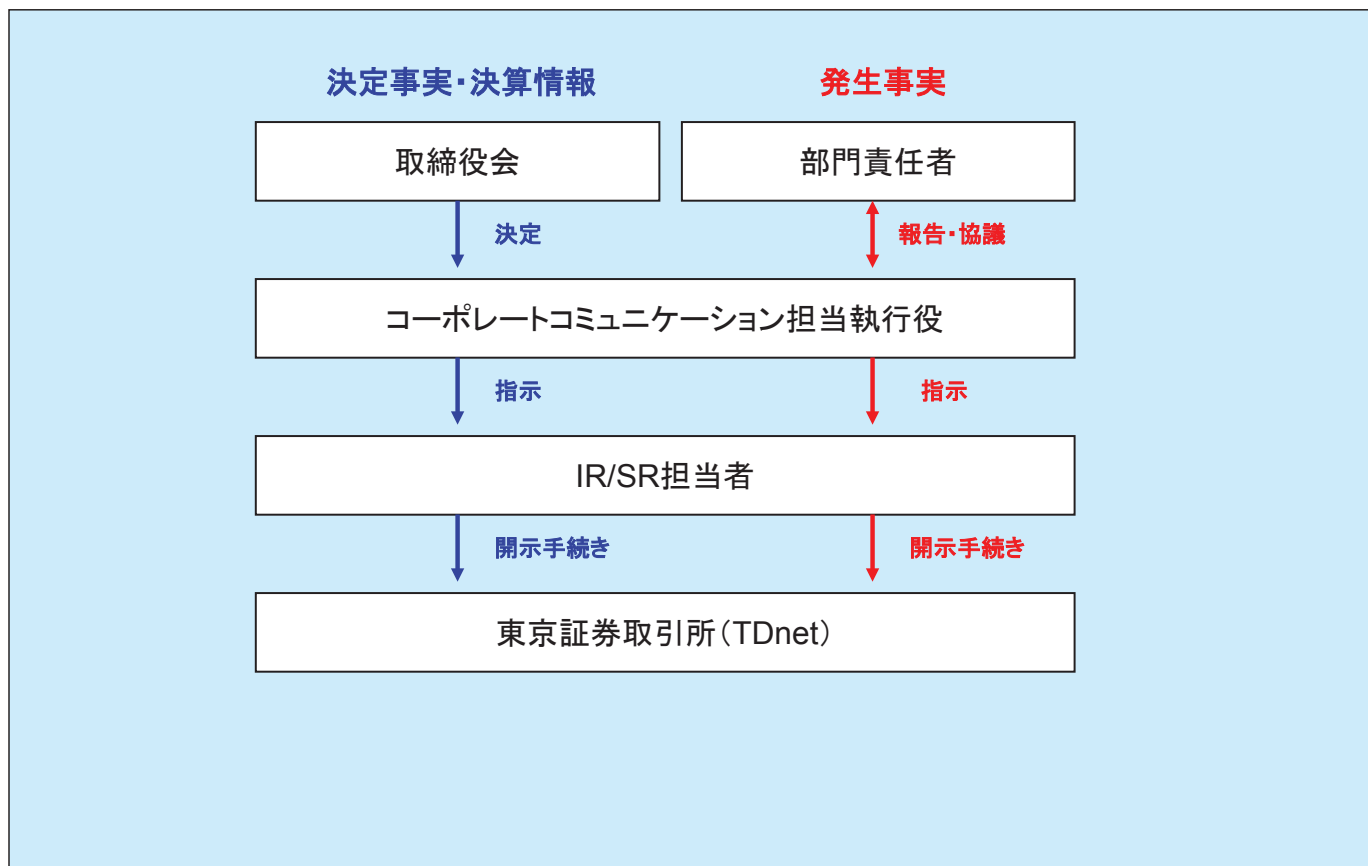 決定事実・決算情報
発生事実
取締役会
部門責任者
決定
報告・協議
コーポレートコミュニケーション担当執行役
指示
指示
IR/SR担当者
開示手続き
開示手続き
東京証券取引所（TDnet）